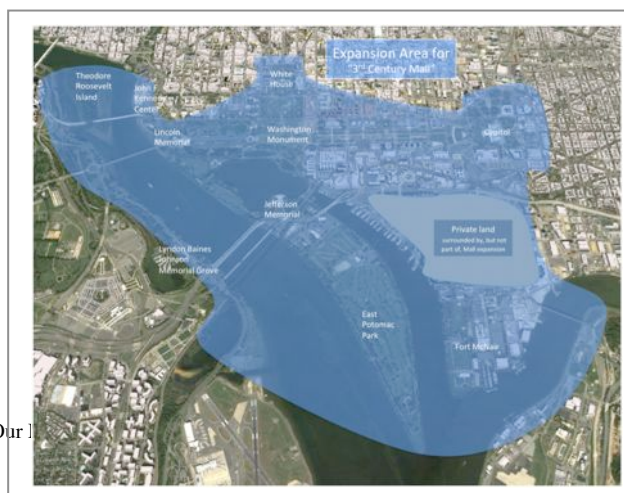 Expansion Area for
"3rd Century Mall"
Theodore
Roosevelt
Island
John F
Kennedy
Center
White
House
Lincoln
Memorial
Washington
Monument
Capitol
Jefferson
Memorial
Private land
surrounded by, but not
part of, Mall expansion
Lyndon Baines
Johnson
Memorial Grove
East
Potomac
Park
Fort McNair
Our